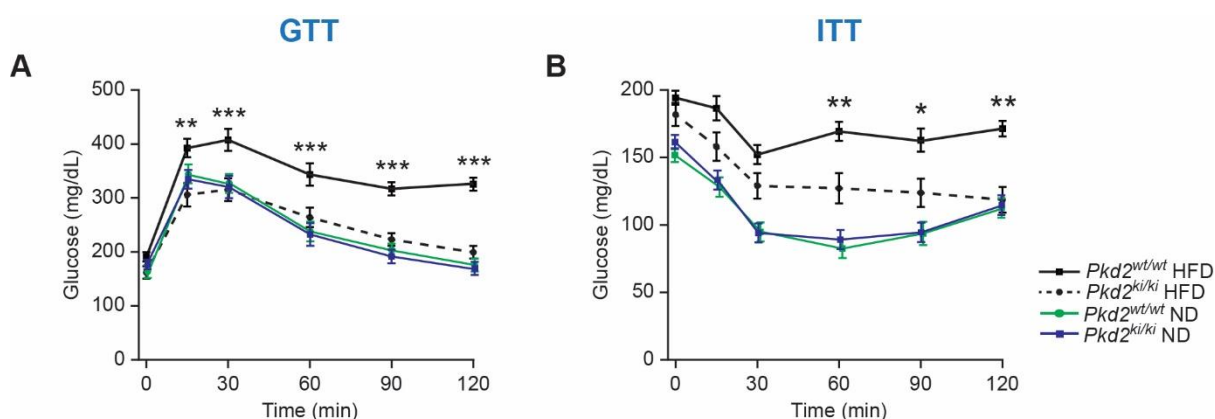 GTT
ITT
A
B
Glucose (mg/dL)
500
400
300
200
100
0
** *** *** *** ***
0 15 30 60 90 120
Time (min)
Glucose (mg/dL)
200
150
100
50
0
** * **
0 15 30 60 90 120
Time (min)
Pkd2wt/wt HFD
Pkd2ki/ki HFD
Pkd2wt/wt ND
Pkd2ki/ki ND